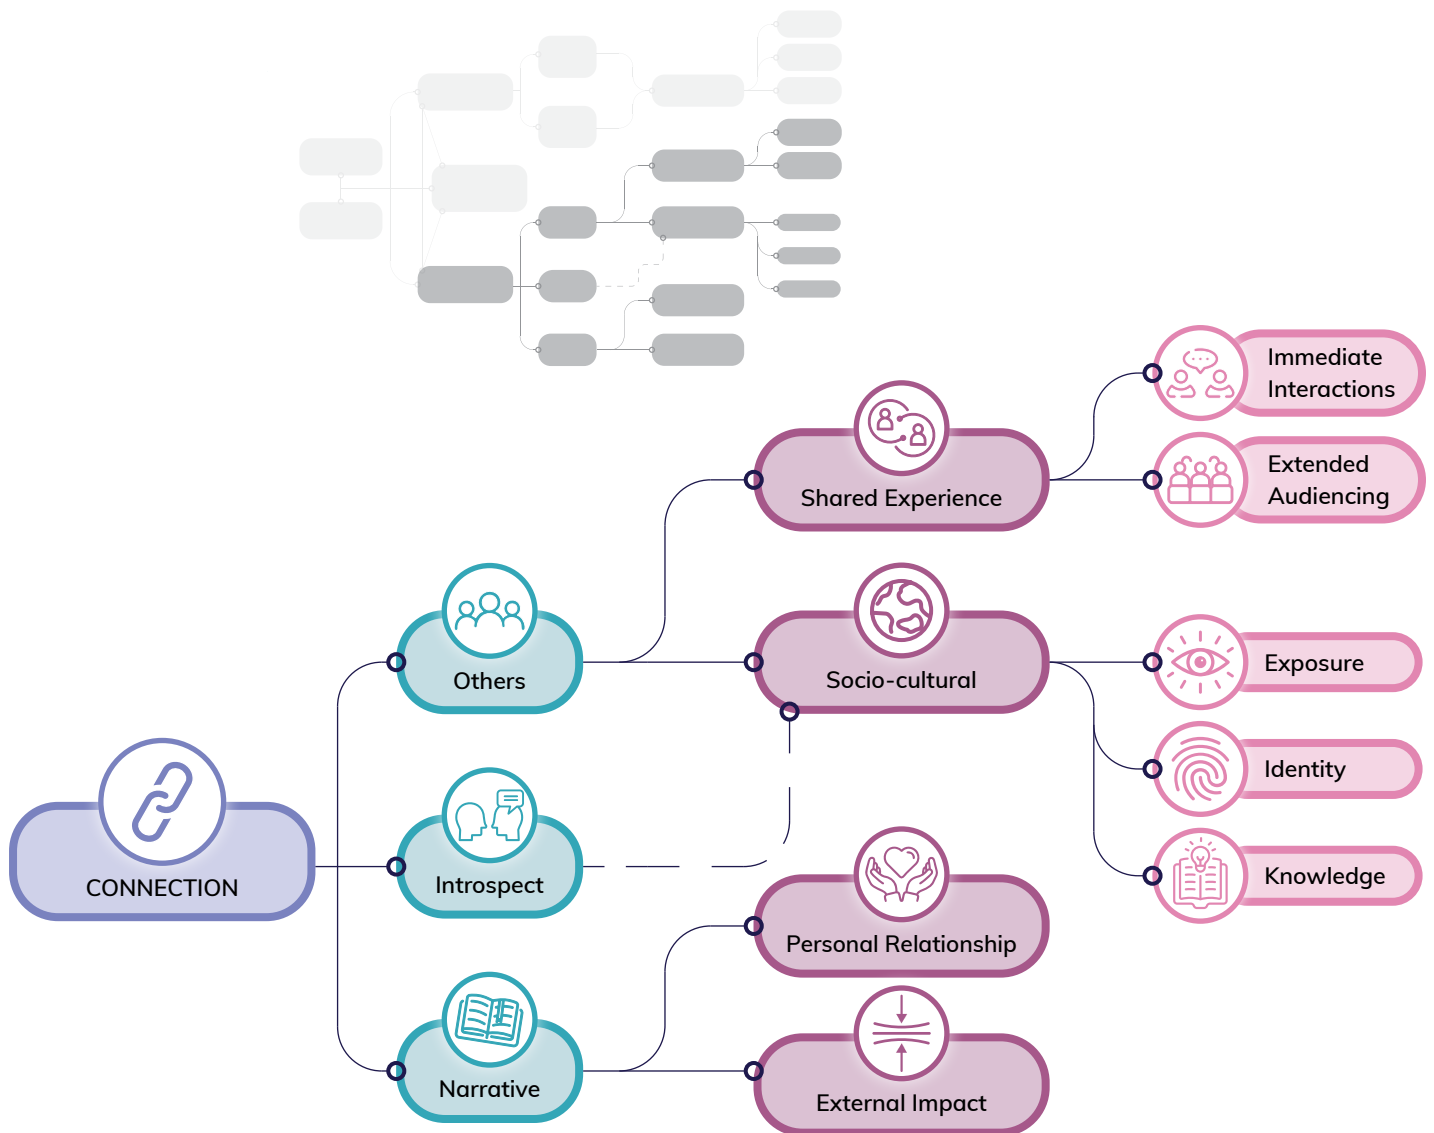 Immediate
Interactions
Extended
Audiencing
Shared Experience
Others
Socio-cultural
Exposure
Identity
Knowledge
CONNECTION
Introspect
Personal Relationship
Narrative
External Impact